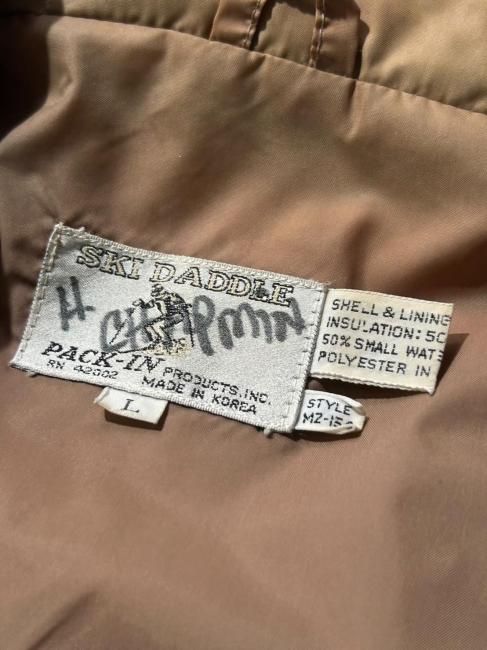 SKI DADDLE
H. CHAPMAN
PACK-IN PRODUCTS, INC.
RN 42302
MADE IN KOREA
L
SHELL & LINING
INSULATION: 50
50% SMALL WAT
POLYESTER IN
STYLE
MZ-15